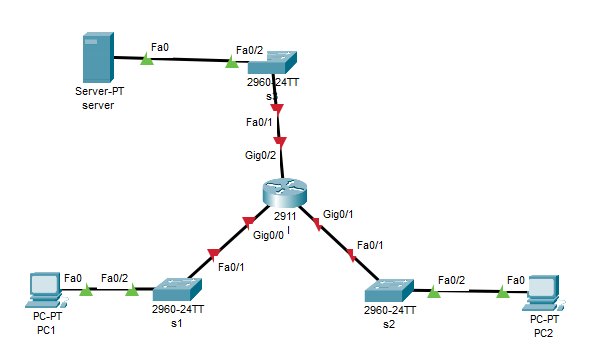 Fa0
Fa0/2
Server-PT
server
2960-24TT
Fa0/1
Gig0/2
2911
Gig0/1
Gig0/0
Fa0/1
Fa0/1
Fa0
Fa0/2
PC-PT
PC1
2960-24TT
s1
Fa0/2
Fa0
2960-24TT
s2
PC-PT
PC2